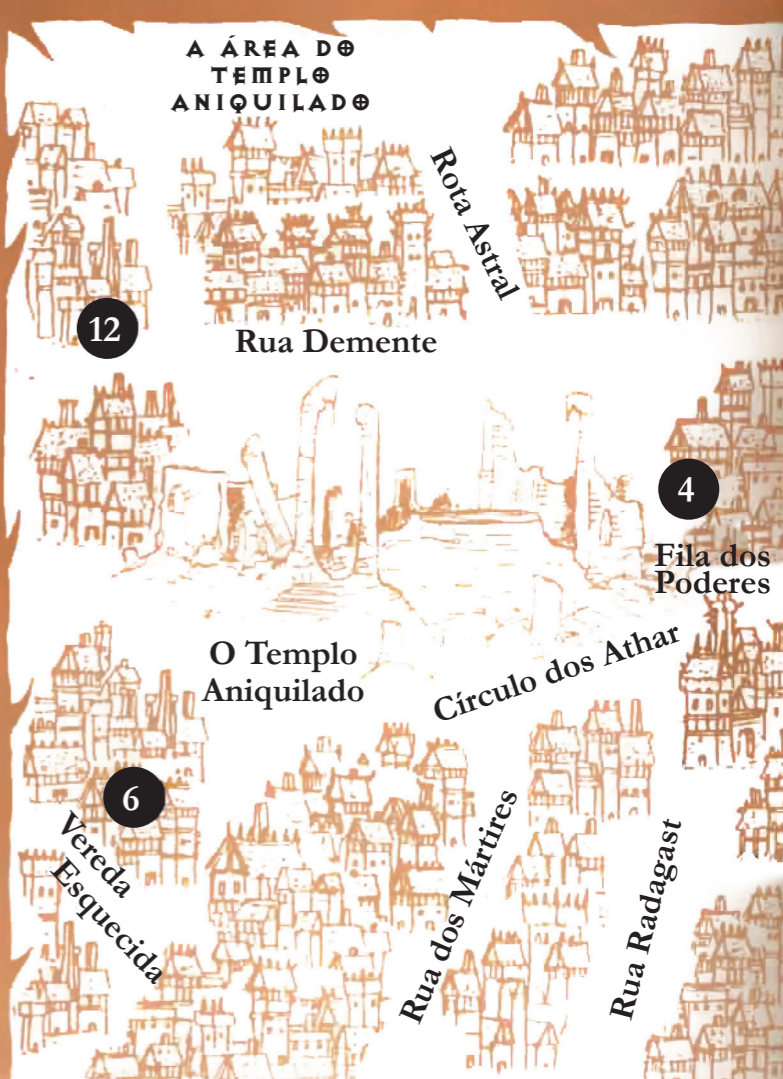 A ÁREA DO
TEMPLO
ANIQUILADO
Rota Astral
12
Rua Demente
4
Fila dos
Poderes
O Templo
Aniquilado
Círculo dos Athar
6
Vereda
Esquecida
Rua dos Mártires
Rua Radagast